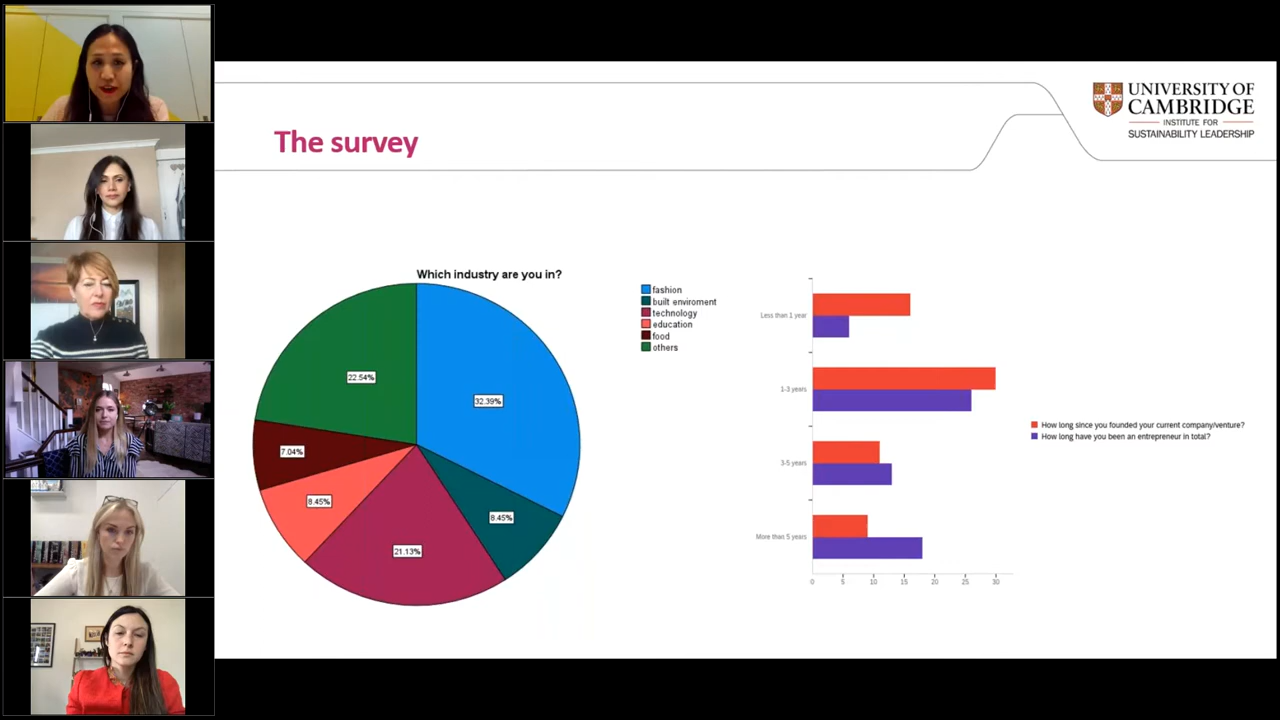 The survey
UNIVERSITY OF
CAMBRIDGE
INSTITUTE FOR
SUSTAINABILITY LEADERSHIP
Which industry are you in?
32.39%
8.45%
21.13%
8.45%
7.04%
22.54%
fashion
built enviroment
technology
education
food
others
Less than 1 year
1-3 years
3-5 years
More than 5 years
0 5 10 15 20 25 30
How long since you founded your current company/venture?
How long have you been an entrepreneur in total?